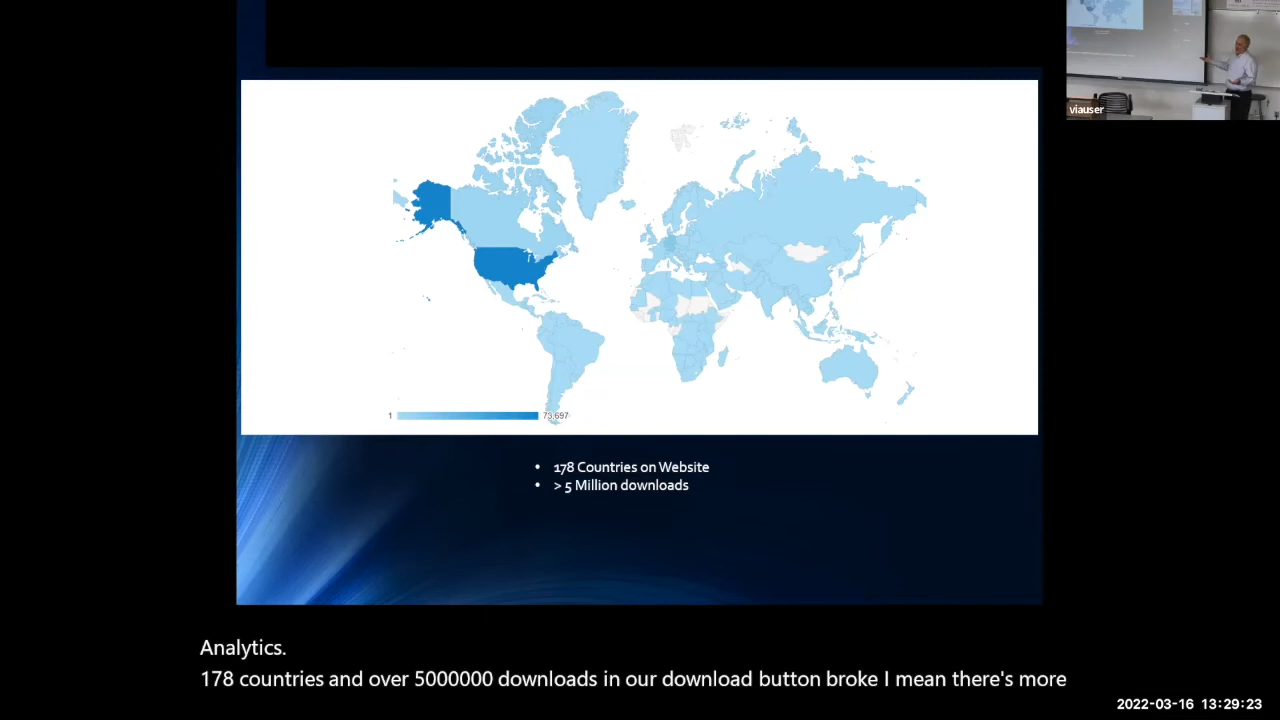 viauser
1
73,697
• 178 Countries on Website
• > 5 Million downloads
Analytics.
178 countries and over 5000000 downloads in our download button broke I mean there's more
2022-03-16 13:29:23